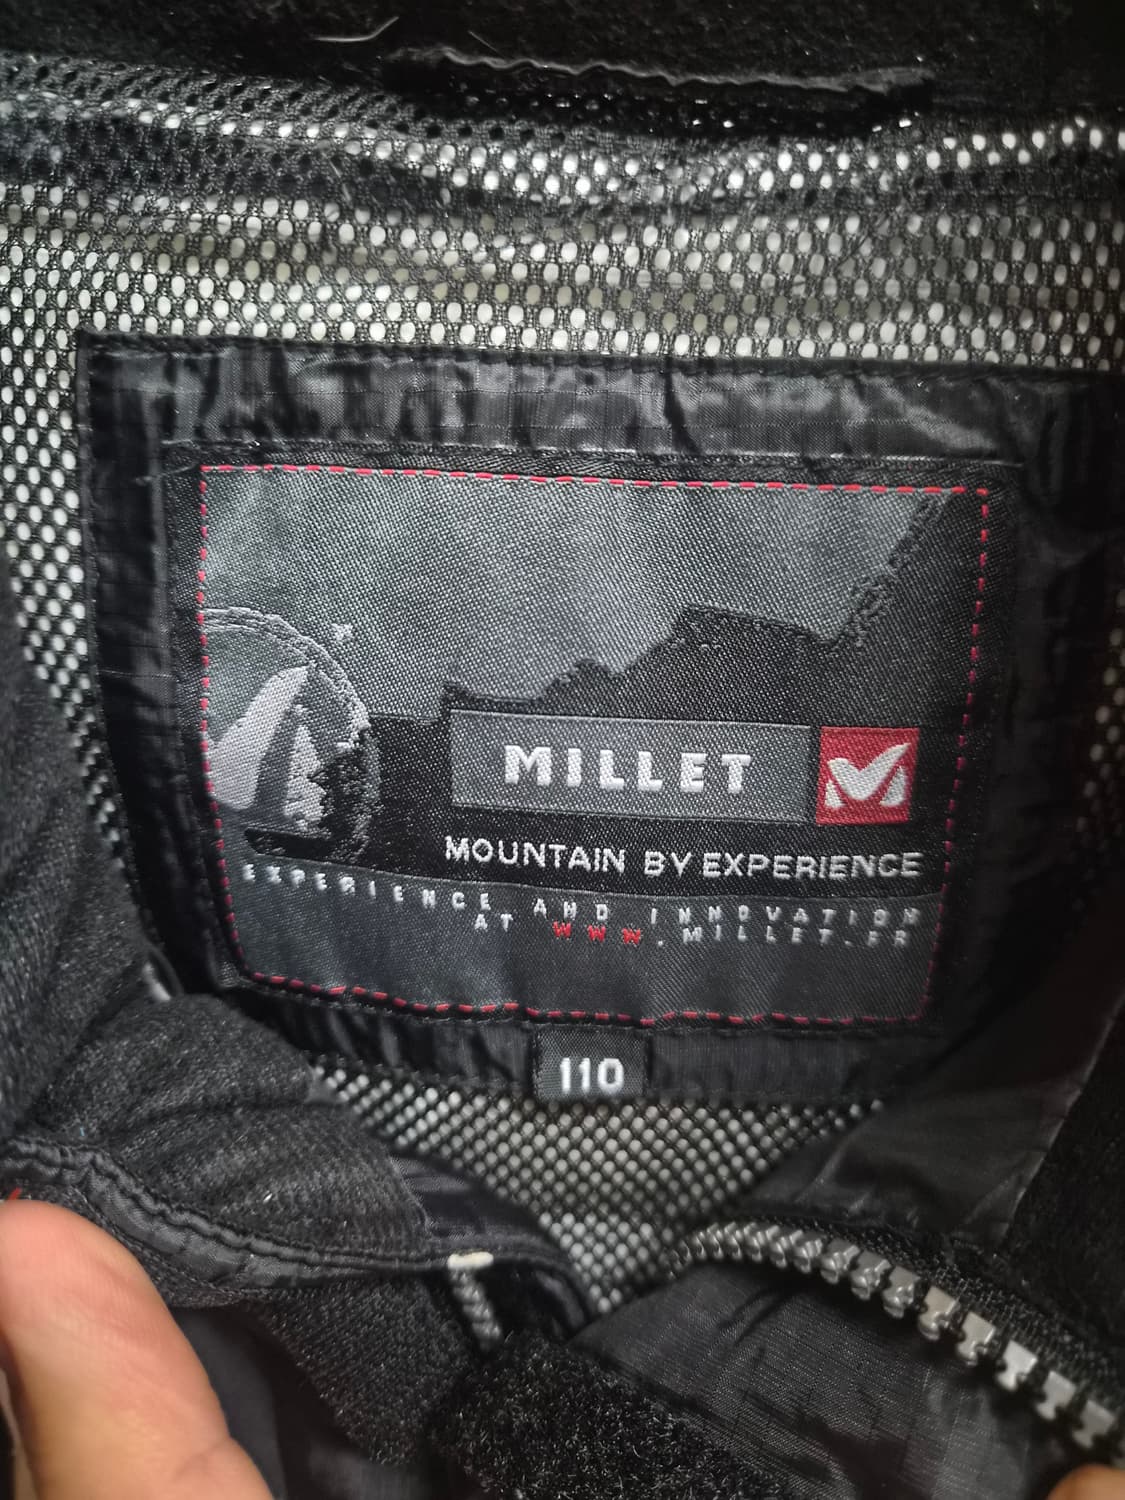 MILLET
MOUNTAIN BY EXPERIENCE
EXPERIENCE AND INNOVATION
AT WWW.MILLET.FR
110